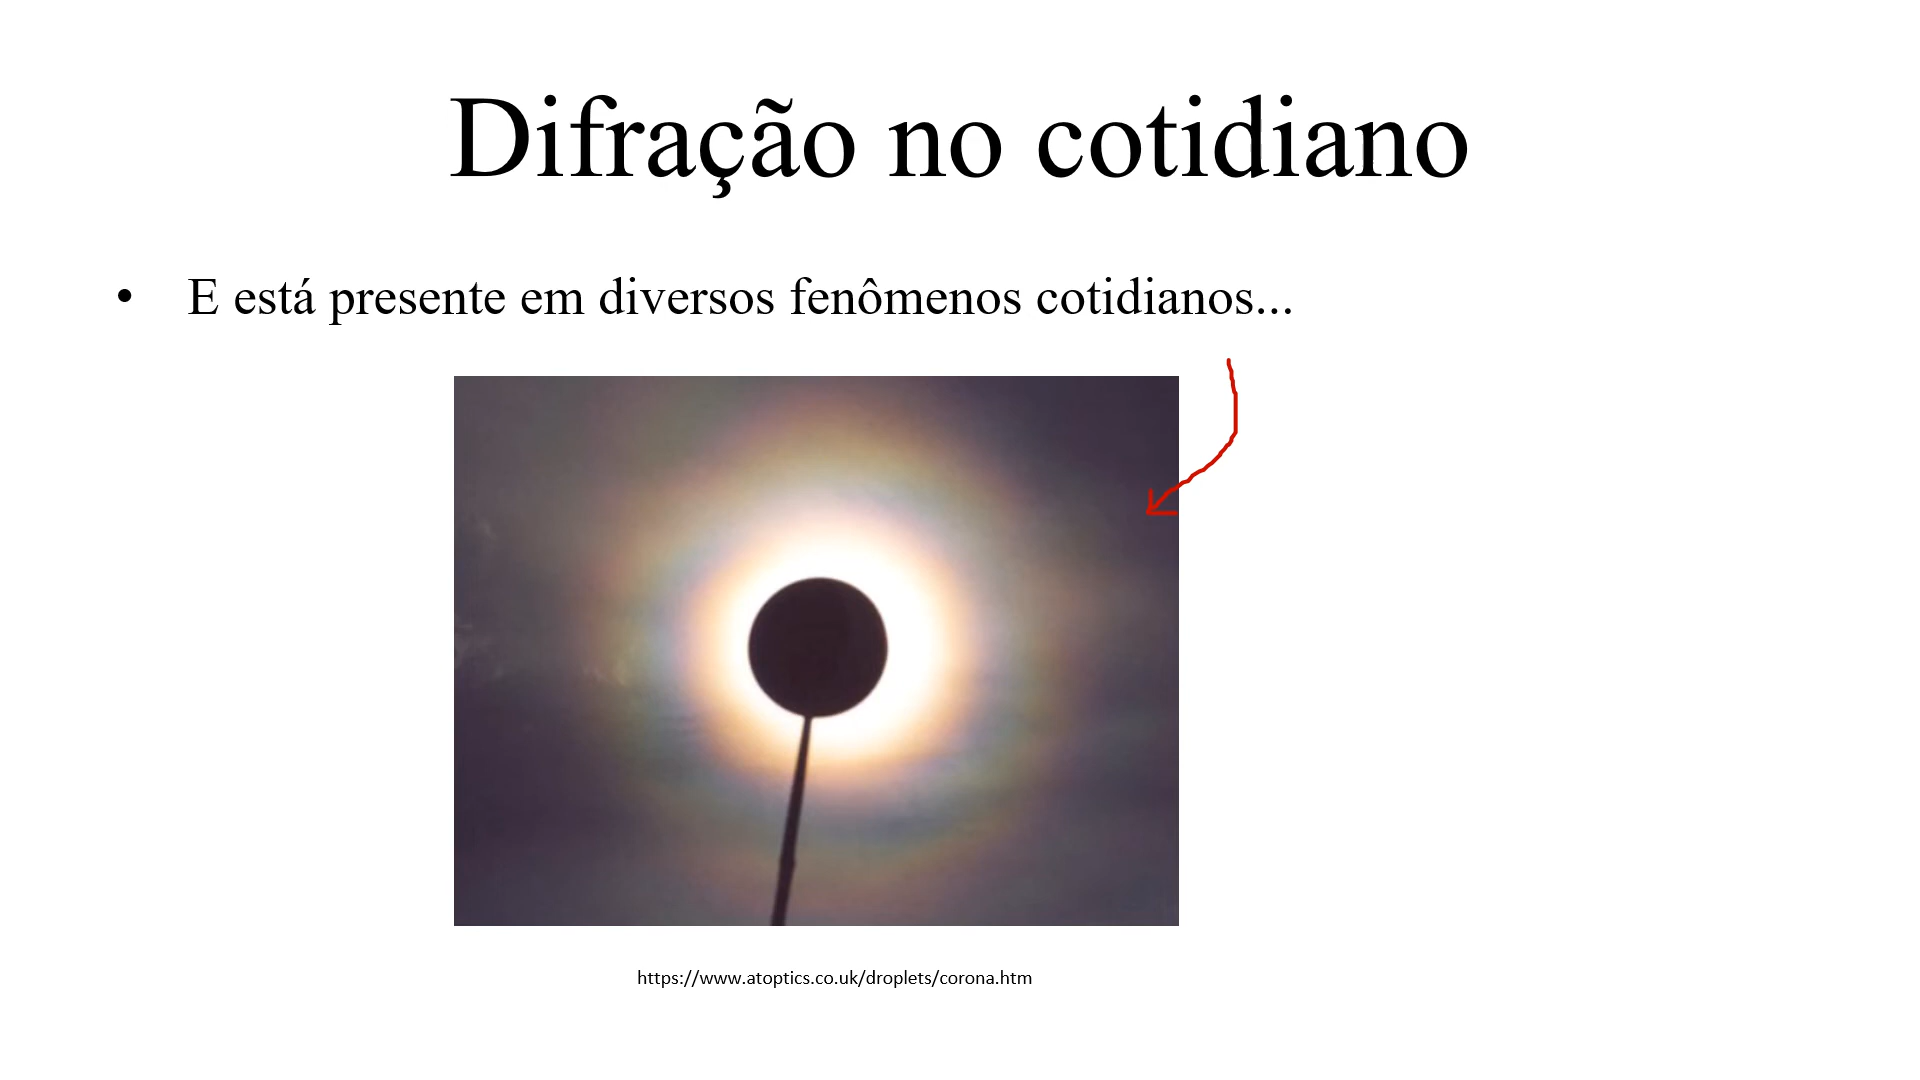 Difração no cotidiano
• E está presente em diversos fenômenos cotidianos...
https://www.atoptics.co.uk/droplets/corona.htm